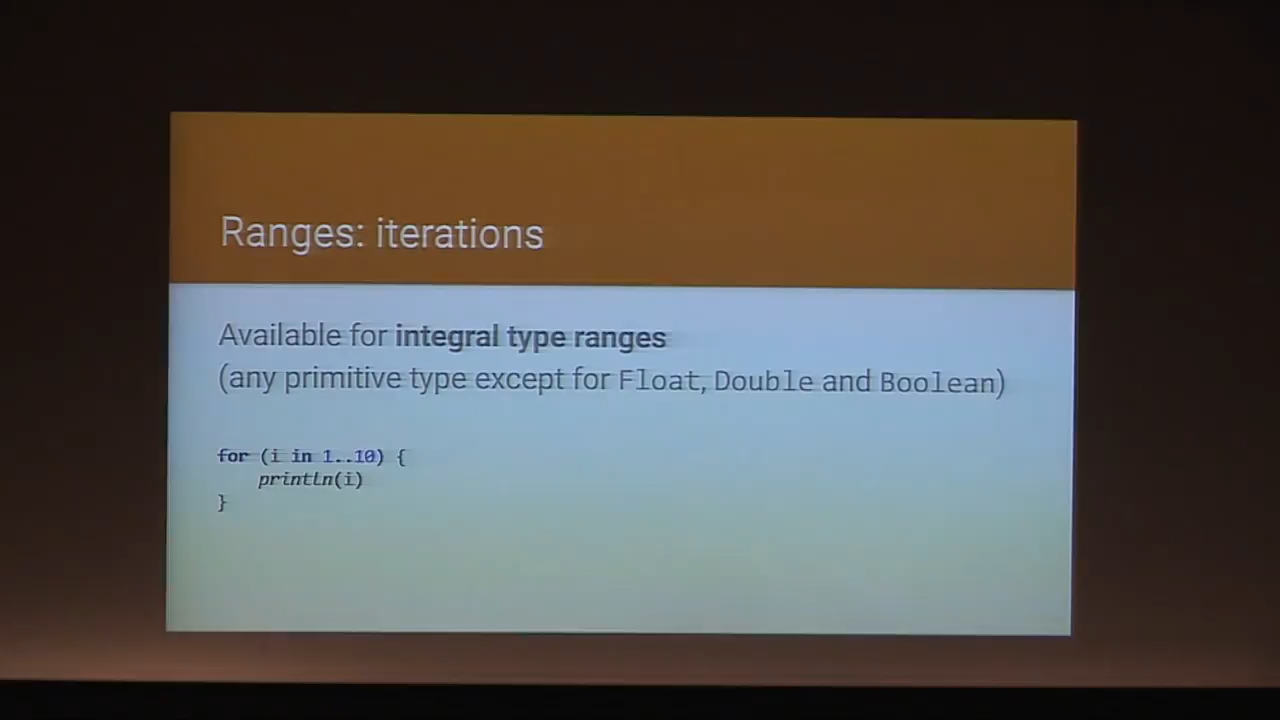 Ranges: iterations
Available for integral type ranges
(any primitive type except for Float, Double and Boolean)
for (i in 1..10) {
    println(i)
}